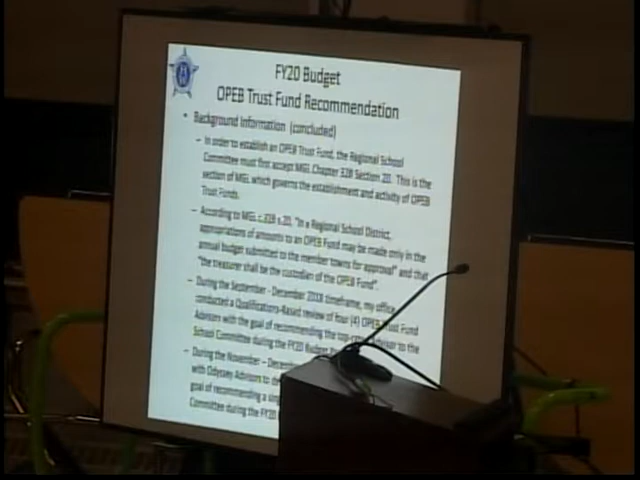 FY20 Budget
OPEB Trust Fund Recommendation
• Background Information (concluded)
– In order to establish an OPEB Trust Fund, the Regional School
Committee must first accept MGL Chapter 32B Section 20. This is the
section of MGL which governs the establishment and activity of OPEB
Trust Funds.
– According to MGL c.32B s.20, "In a Regional School District,
appropriations of amounts to an OPEB Fund may be made only in the
annual budget submitted to the member towns for approval" and that
"the treasurer shall be the custodian of the OPEB Fund".
– During the September - December 2018 timeframe, my office
conducted a Qualifications-Based review of four (4) OPEB Trust Fund
Advisors with the goal of recommending the top advisor to the
School Committee during the FY20 Budget
– During the November –
with Odyssey Advisors to
goal of recommending a
Committee during the FY20